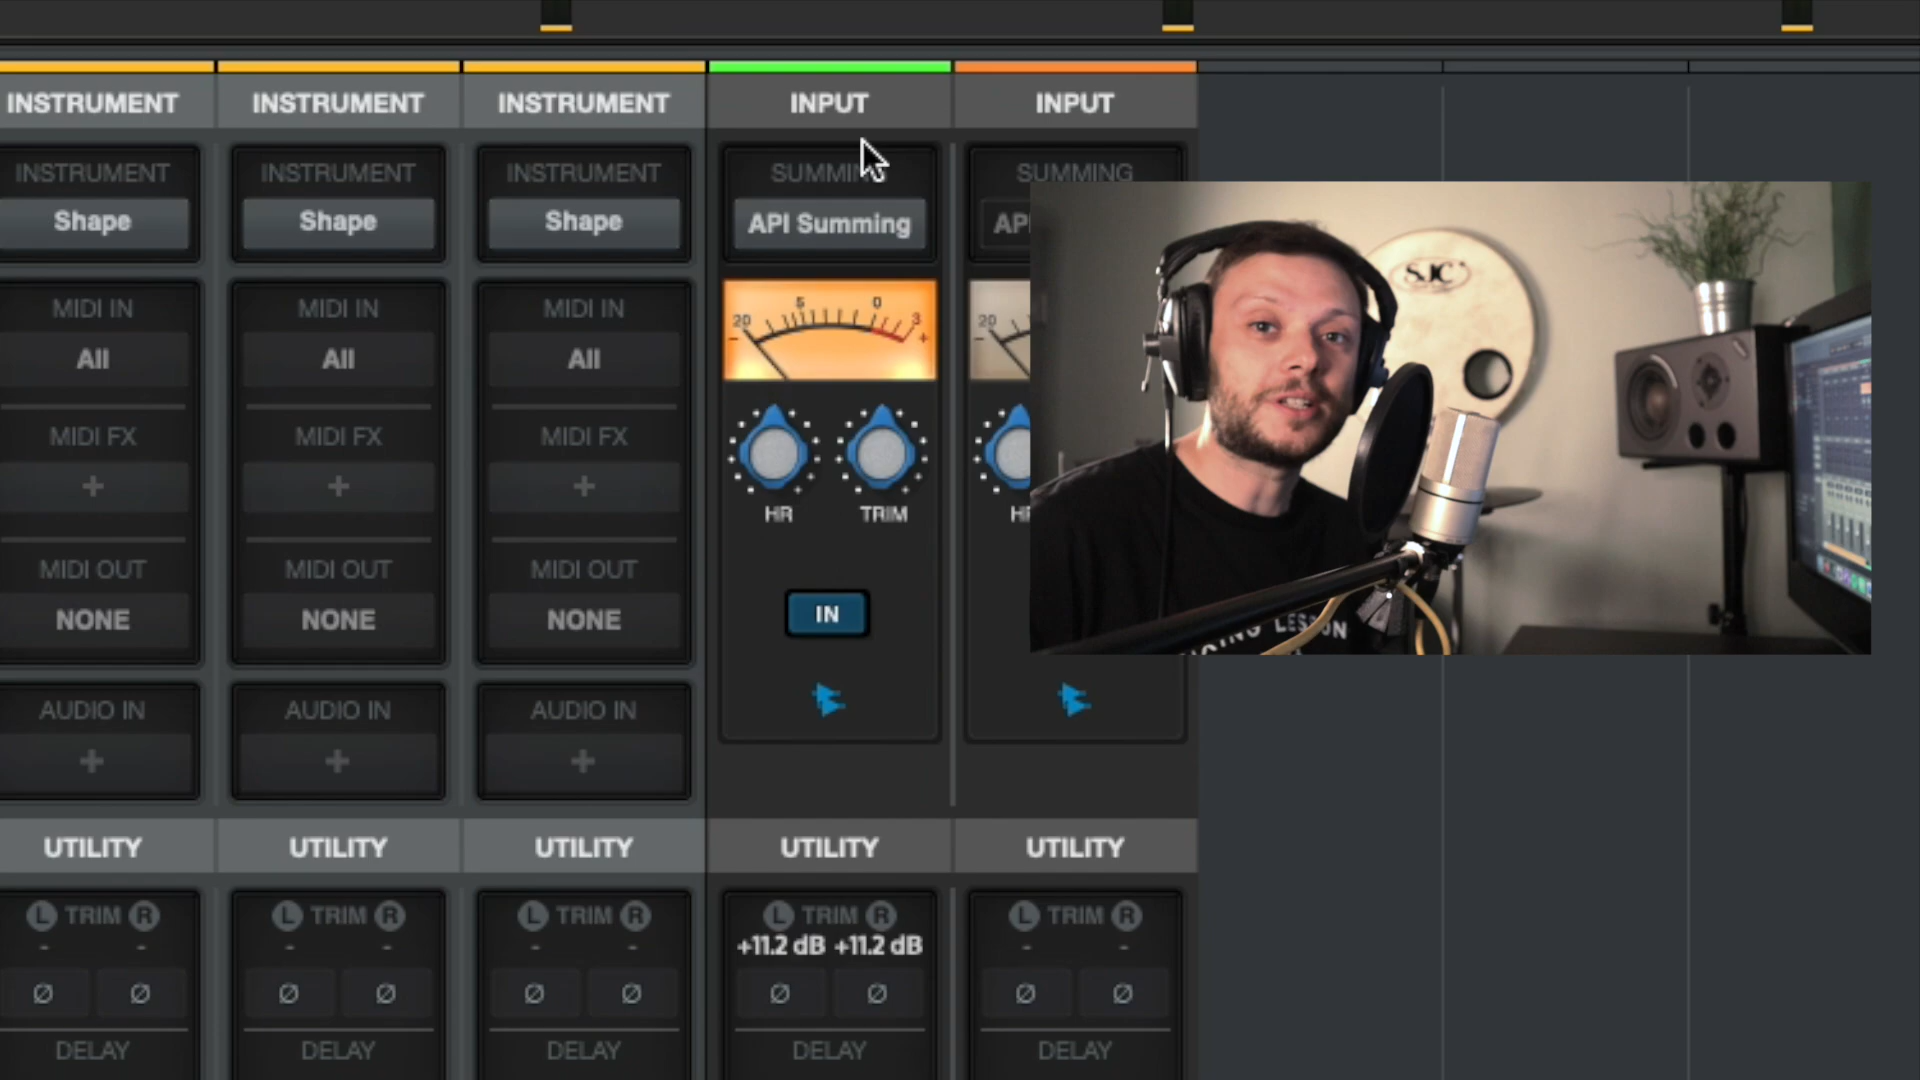 INSTRUMENT INSTRUMENT INSTRUMENT INPUT INPUT
INSTRUMENT INSTRUMENT INSTRUMENT SUMMING SUMMING
Shape Shape Shape API Summing
20 5 0 3 20
- +
MIDI IN MIDI IN MIDI IN
All All All
MIDI FX MIDI FX MIDI FX
+ + +
HR TRIM
MIDI OUT MIDI OUT MIDI OUT
NONE NONE NONE IN
SJC
LESSON
AUDIO IN AUDIO IN AUDIO IN
+ + +
UTILITY UTILITY UTILITY UTILITY UTILITY
L TRIM R L TRIM R L TRIM R L TRIM R L TRIM R
- - - - - - +11.2 dB +11.2 dB - -
Ø Ø Ø Ø Ø Ø Ø Ø Ø Ø
DELAY DELAY DELAY DELAY DELAY